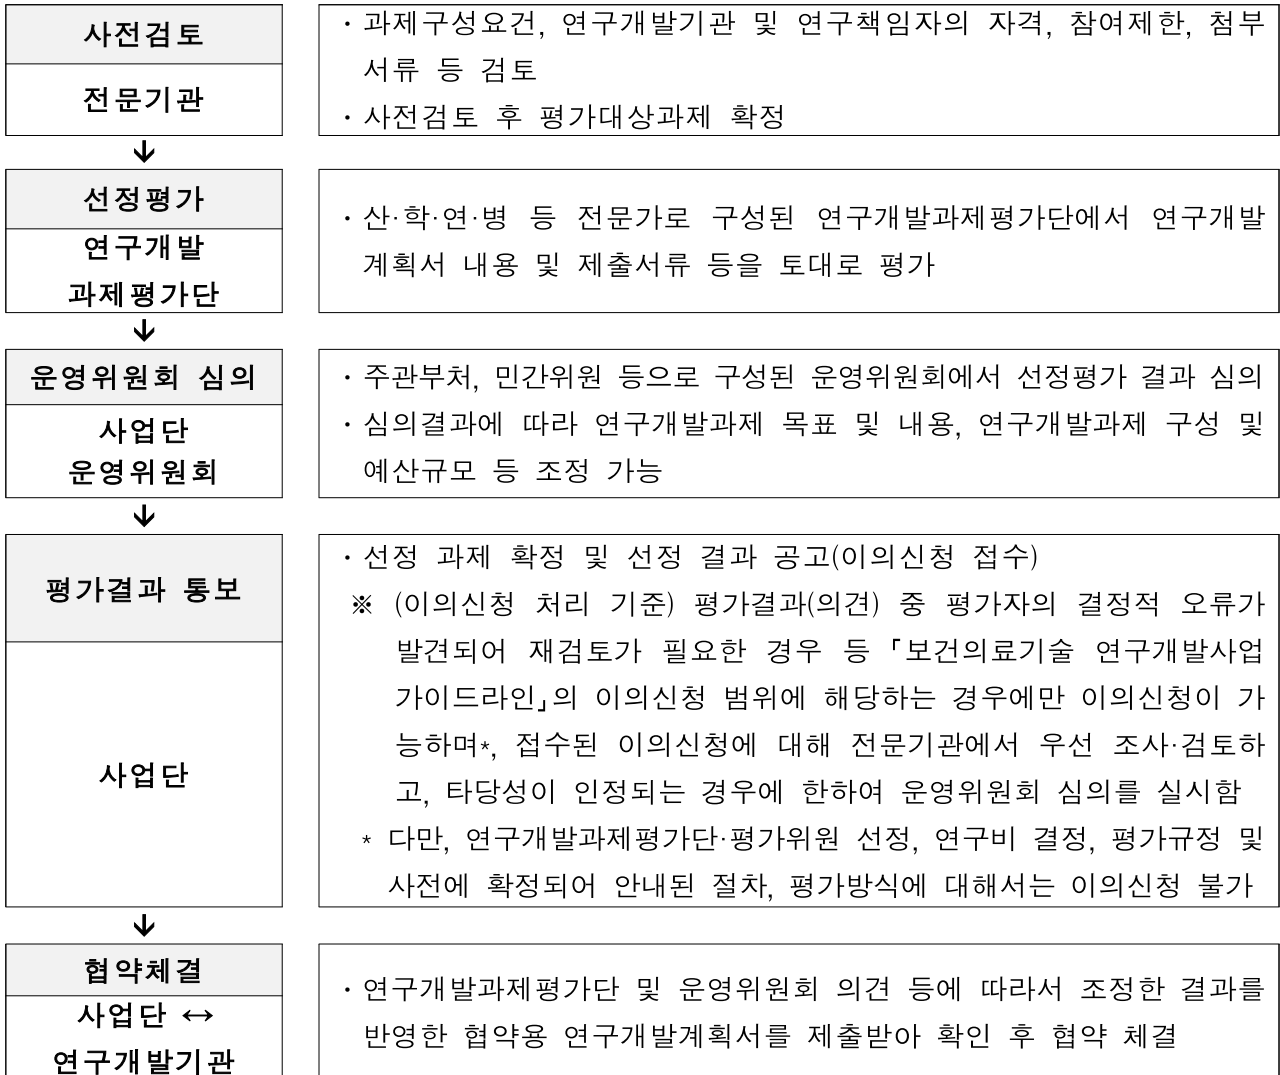 사전검토
전문기관
· 과제구성요건, 연구개발기관 및 연구책임자의 자격, 참여제한, 첨부
서류 등 검토
· 사전검토 후 평가대상과제 확정
↓
선정평가
연구개발
과제평가단
· 산·학·연·병 등 전문가로 구성된 연구개발과제평가단에서 연구개발
계획서 내용 및 제출서류 등을 토대로 평가
↓
운영위원회 심의
사업단
운영위원회
· 주관부처, 민간위원 등으로 구성된 운영위원회에서 선정평가 결과 심의
· 심의결과에 따라 연구개발과제 목표 및 내용, 연구개발과제 구성 및
예산규모 등 조정 가능
↓
평가결과 통보
사업단
· 선정 과제 확정 및 선정 결과 공고(이의신청 접수)
※ (이의신청 처리 기준) 평가결과(의견) 중 평가자의 결정적 오류가
발견되어 재검토가 필요한 경우 등 「보건의료기술 연구개발사업
가이드라인」의 이의신청 범위에 해당하는 경우에만 이의신청이 가
능하며*, 접수된 이의신청에 대해 전문기관에서 우선 조사·검토하
고, 타당성이 인정되는 경우에 한하여 운영위원회 심의를 실시함
* 다만, 연구개발과제평가단·평가위원 선정, 연구비 결정, 평가규정 및
사전에 확정되어 안내된 절차, 평가방식에 대해서는 이의신청 불가
↓
협약체결
사업단 ↔
연구개발기관
· 연구개발과제평가단 및 운영위원회 의견 등에 따라서 조정한 결과를
반영한 협약용 연구개발계획서를 제출받아 확인 후 협약 체결